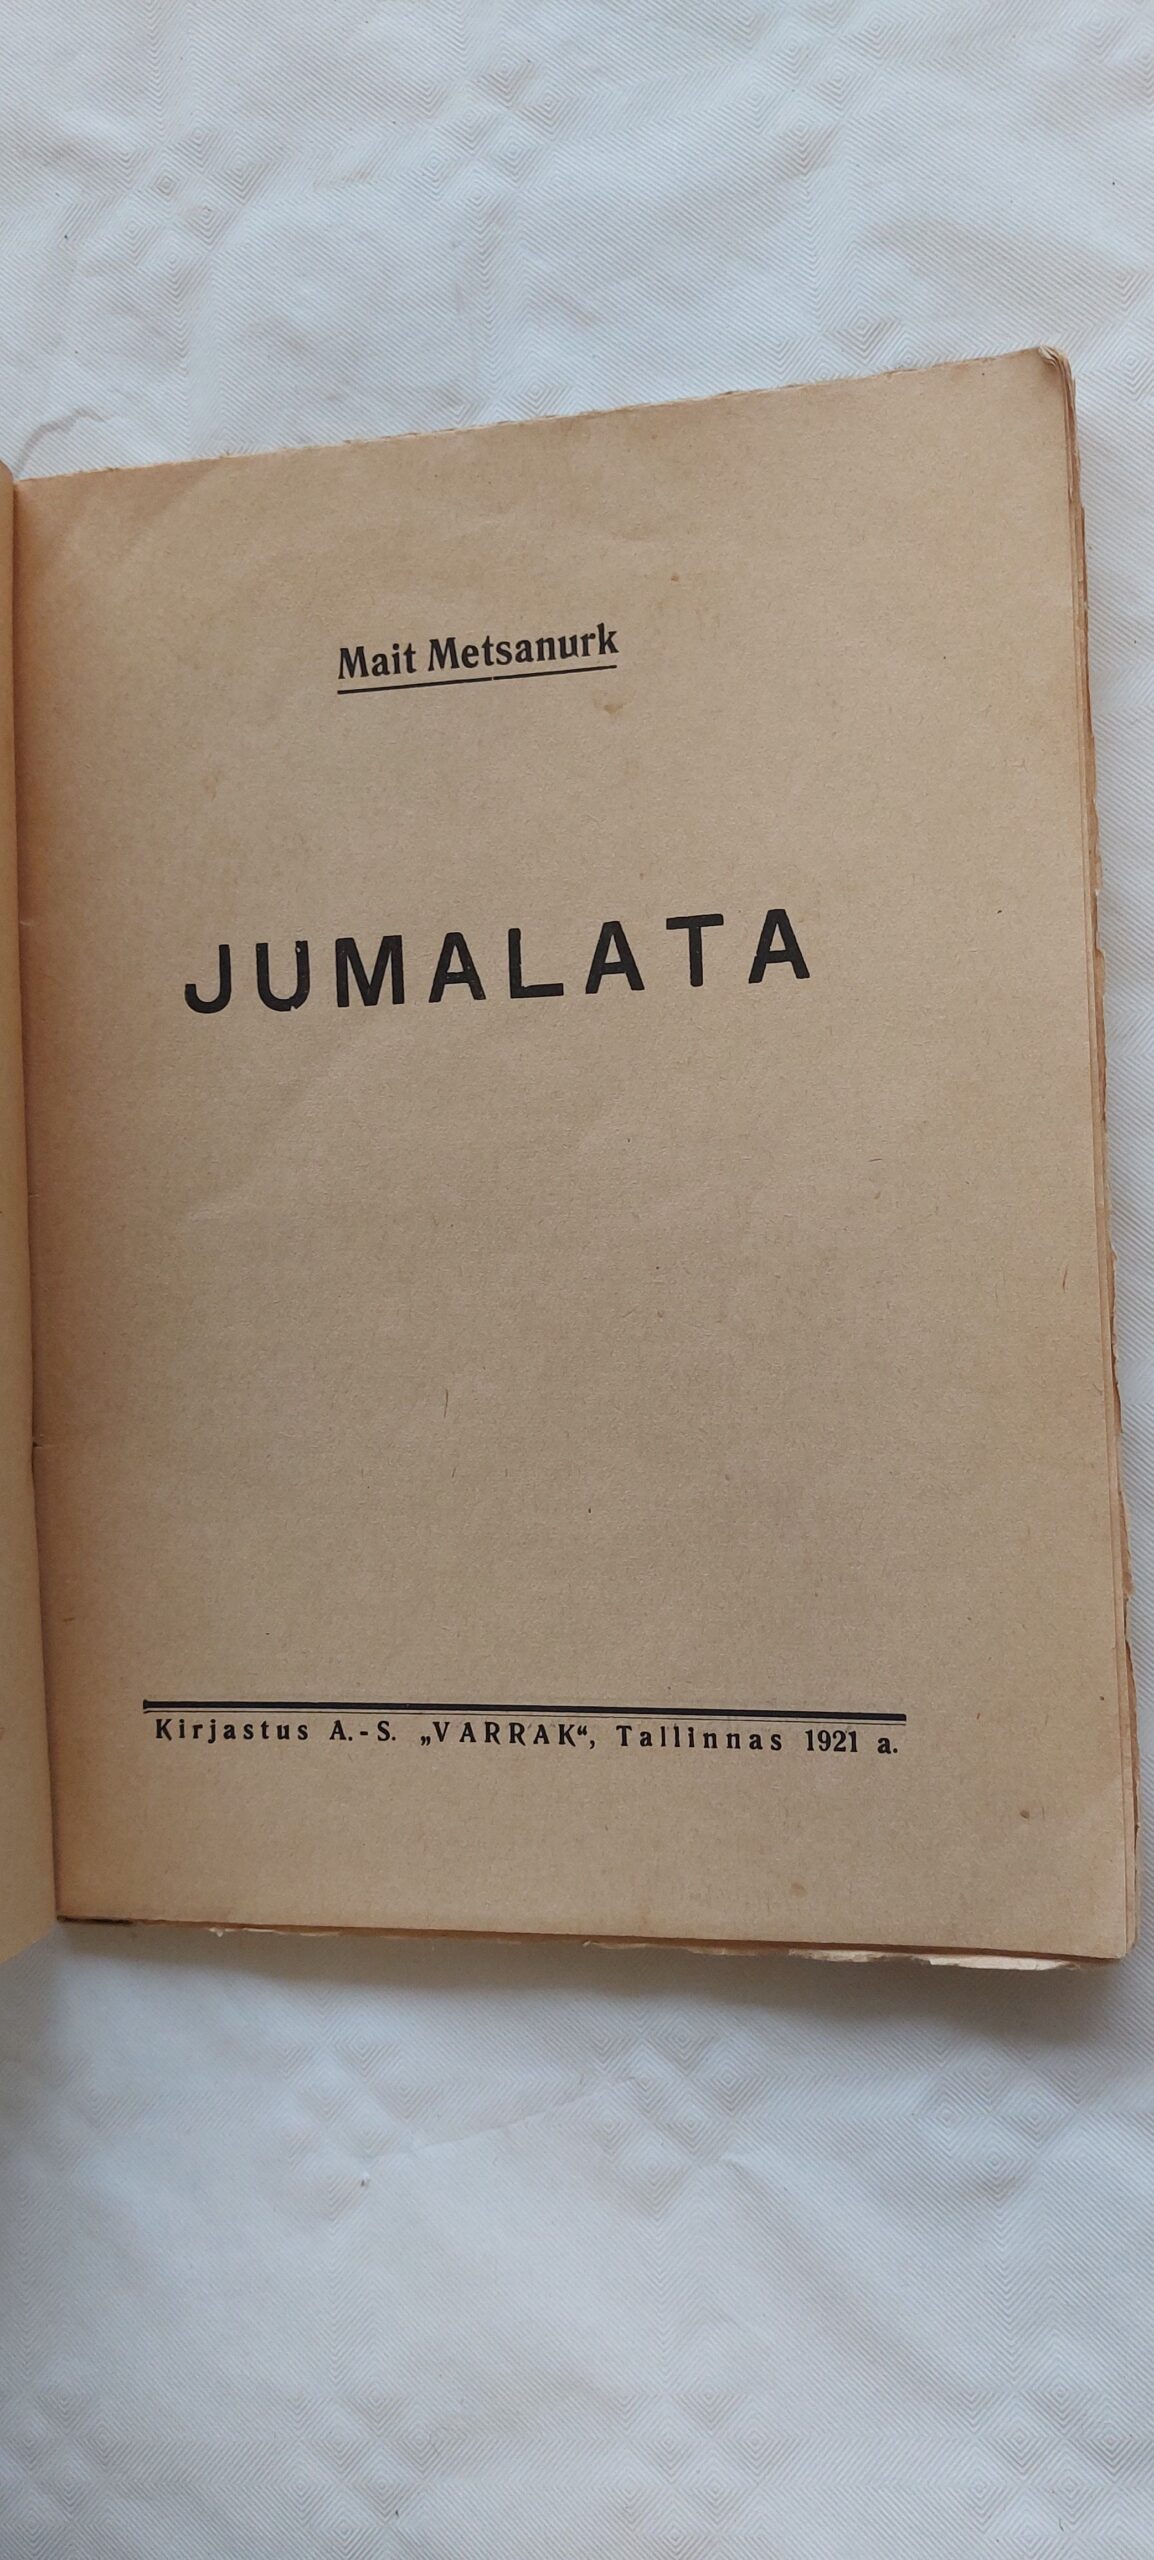 Mait Metsanurk
JUMALATA
Kirjastus A.-S. „VARRAK“, Tallinnas 1921 a.